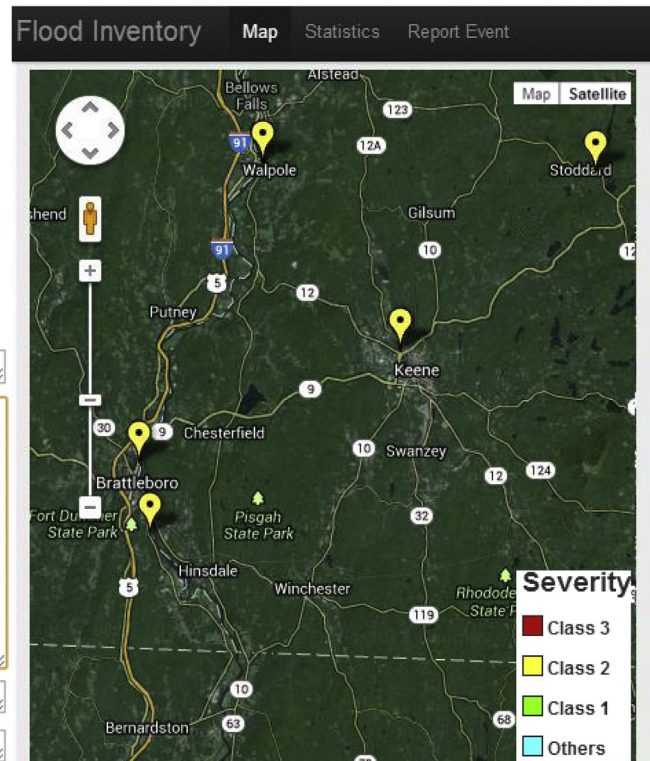 Flood Inventory Map Statistics Report Event
Alstead
Bellows
Falls
Map Satellite
123
91
12A
Walpole
Stoddard
shend
Gilsum
91
10
12
5
12
Putney
Keene
9
30
9
Chesterfield
10
Swanzey
Brattleboro
12
124
Fort Dummer
State Park
Pisgah
State Park
32
Hinsdale
5
Winchester
Rhodode
State P
119
Severity
Class 3
Class 2
Class 1
Others
10
63
68
Bernardston